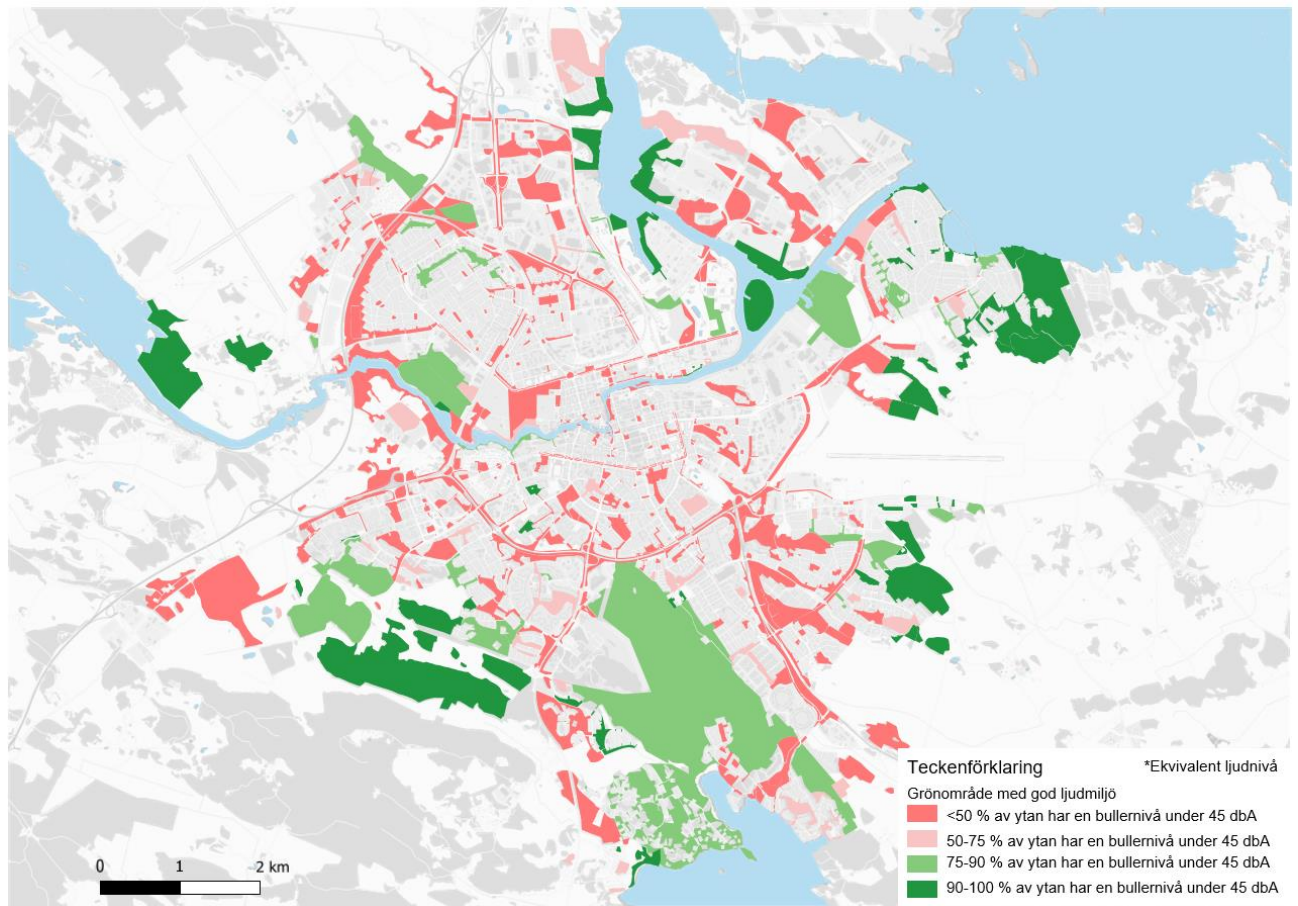 Teckenförklaring
*Ekvivalent ljudnivå
Grönområde med god ljudmiljö
<50 % av ytan har en bullernivå under 45 dbA
50-75 % av ytan har en bullernivå under 45 dbA
75-90 % av ytan har en bullernivå under 45 dbA
90-100 % av ytan har en bullernivå under 45 dbA
0 1 2 km